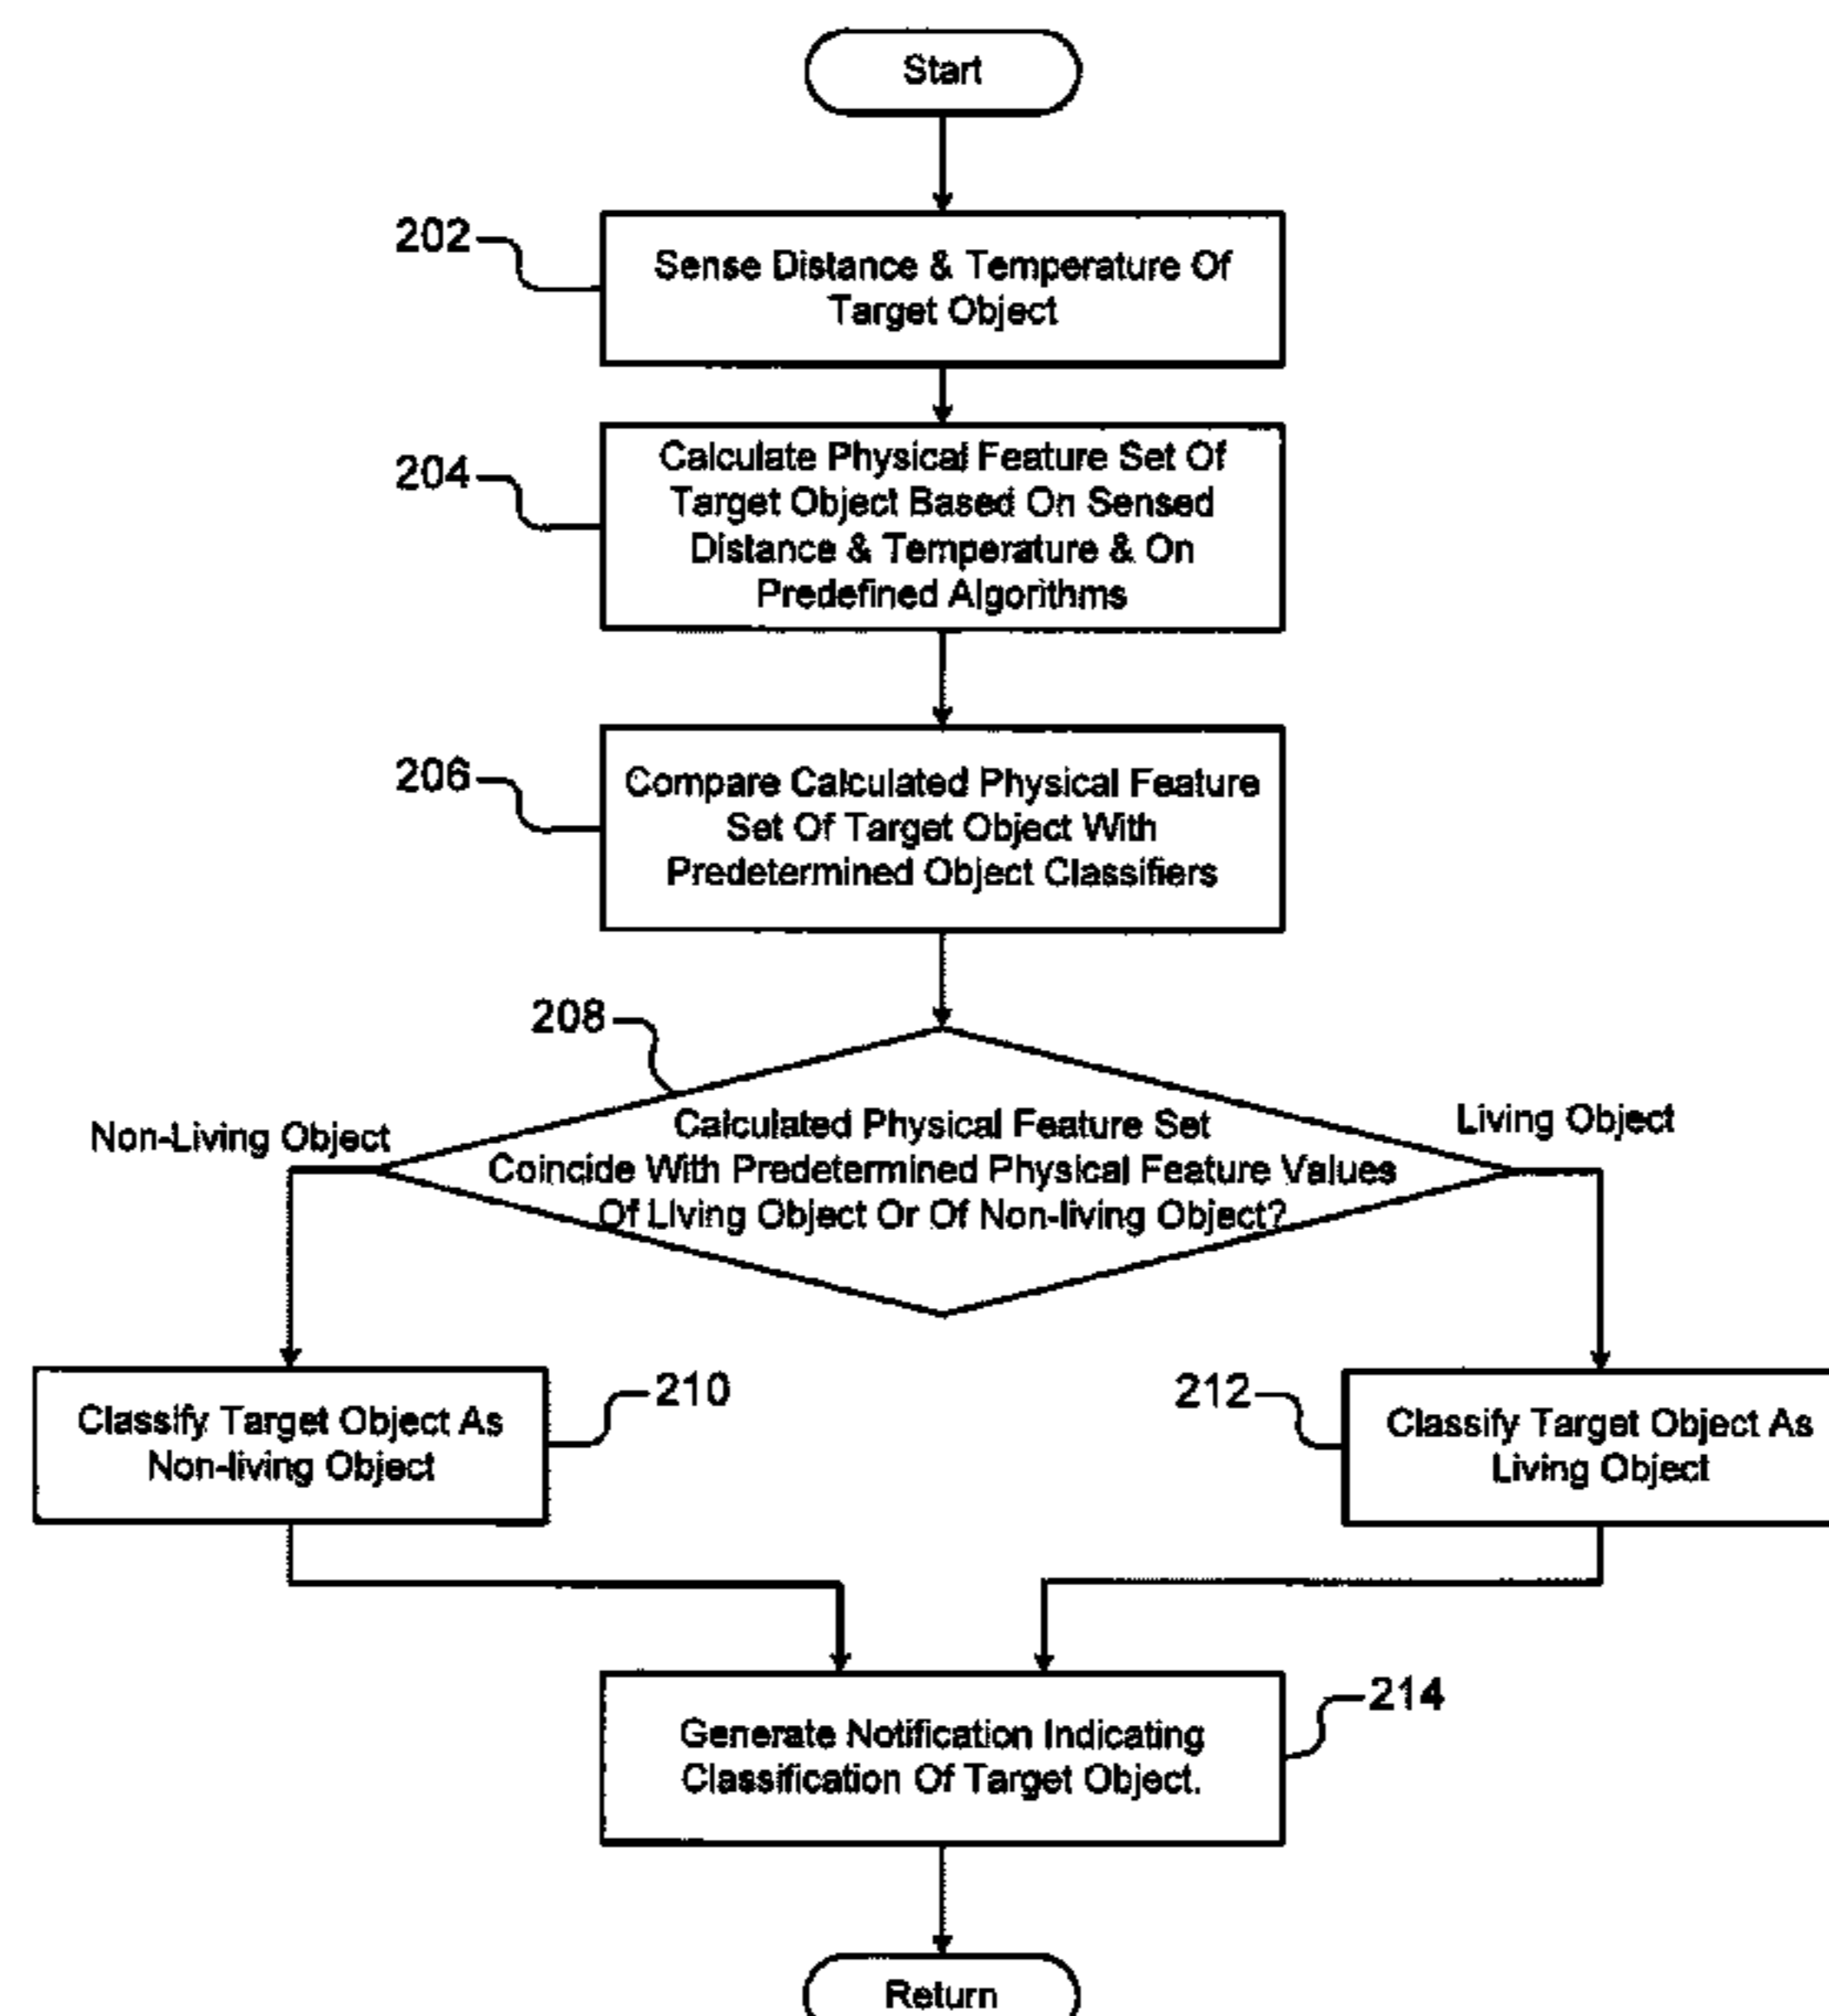 Start
202
Sense Distance & Temperature Of
Target Object
204
Calculate Physical Feature Set Of
Target Object Based On Sensed
Distance & Temperature & On
Predefined Algorithms
206
Compare Calculated Physical Feature
Set Of Target Object With
Predetermined Object Classifiers
208
Non-Living Object
Living Object
Calculated Physical Feature Set
Coincide With Predetermined Physical Feature Values
Of Living Object Or Of Non-living Object?
Classify Target Object As
Non-living Object
210
212
Classify Target Object As
Living Object
Generate Notification Indicating
Classification Of Target Object.
214
Return